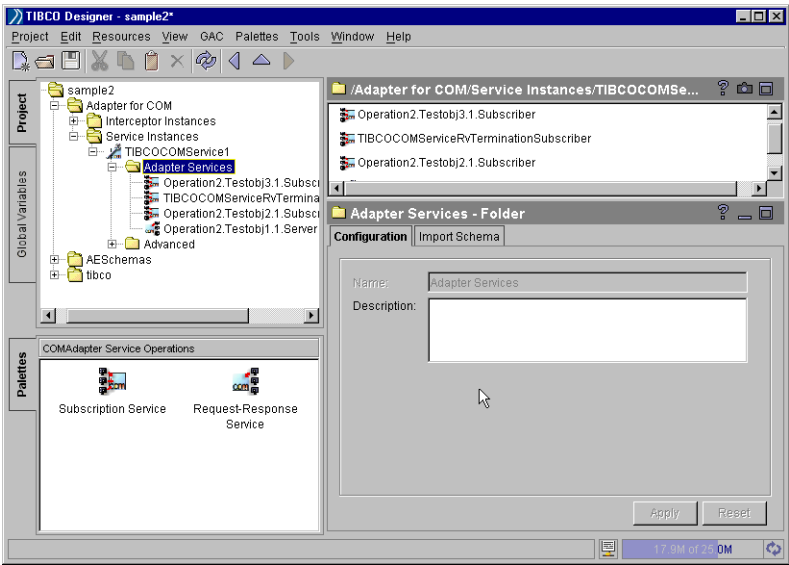 TIBCO Designer - sample2*
Project Edit Resources View GAC Palettes Tools Window Help
Project
Global Variables
sample2
Adapter for COM
Interceptor Instances
Service Instances
TIBCOCOMService1
Adapter Services
Operation2.Testobj3.1.Subscr
TIBCOCOMServiceRvTermina
Operation2.Testobj2.1.Subscr
Operation2.Testobj1.1.Server
Advanced
AESchemas
tibco
/Adapter for COM/Service Instances/TIBCOCOMSe...
Operation2.Testobj3.1.Subscriber
TIBCOCOMServiceRvTerminationSubscriber
Operation2.Testobj2.1.Subscriber
Adapter Services - Folder
Configuration Import Schema
Name: Adapter Services
Description:
Palettes
COMAdapter Service Operations
Subscription Service
Request-Response
Service
Apply Reset
17.9M of 25.0M